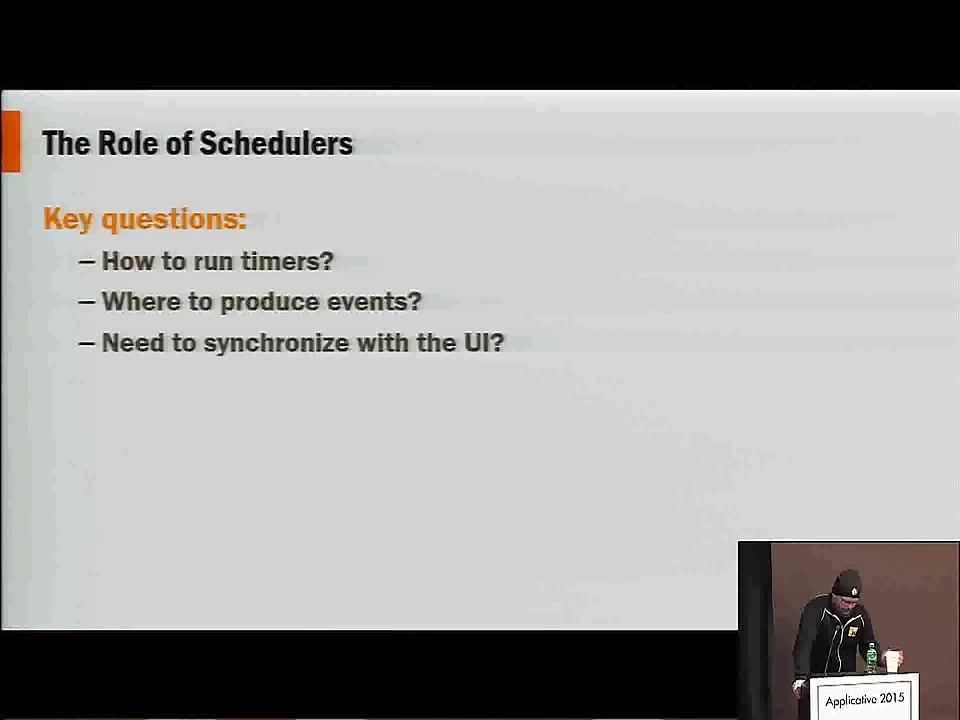 The Role of Schedulers
Key questions:
– How to run timers?
– Where to produce events?
– Need to synchronize with the UI?
Applicative 2015